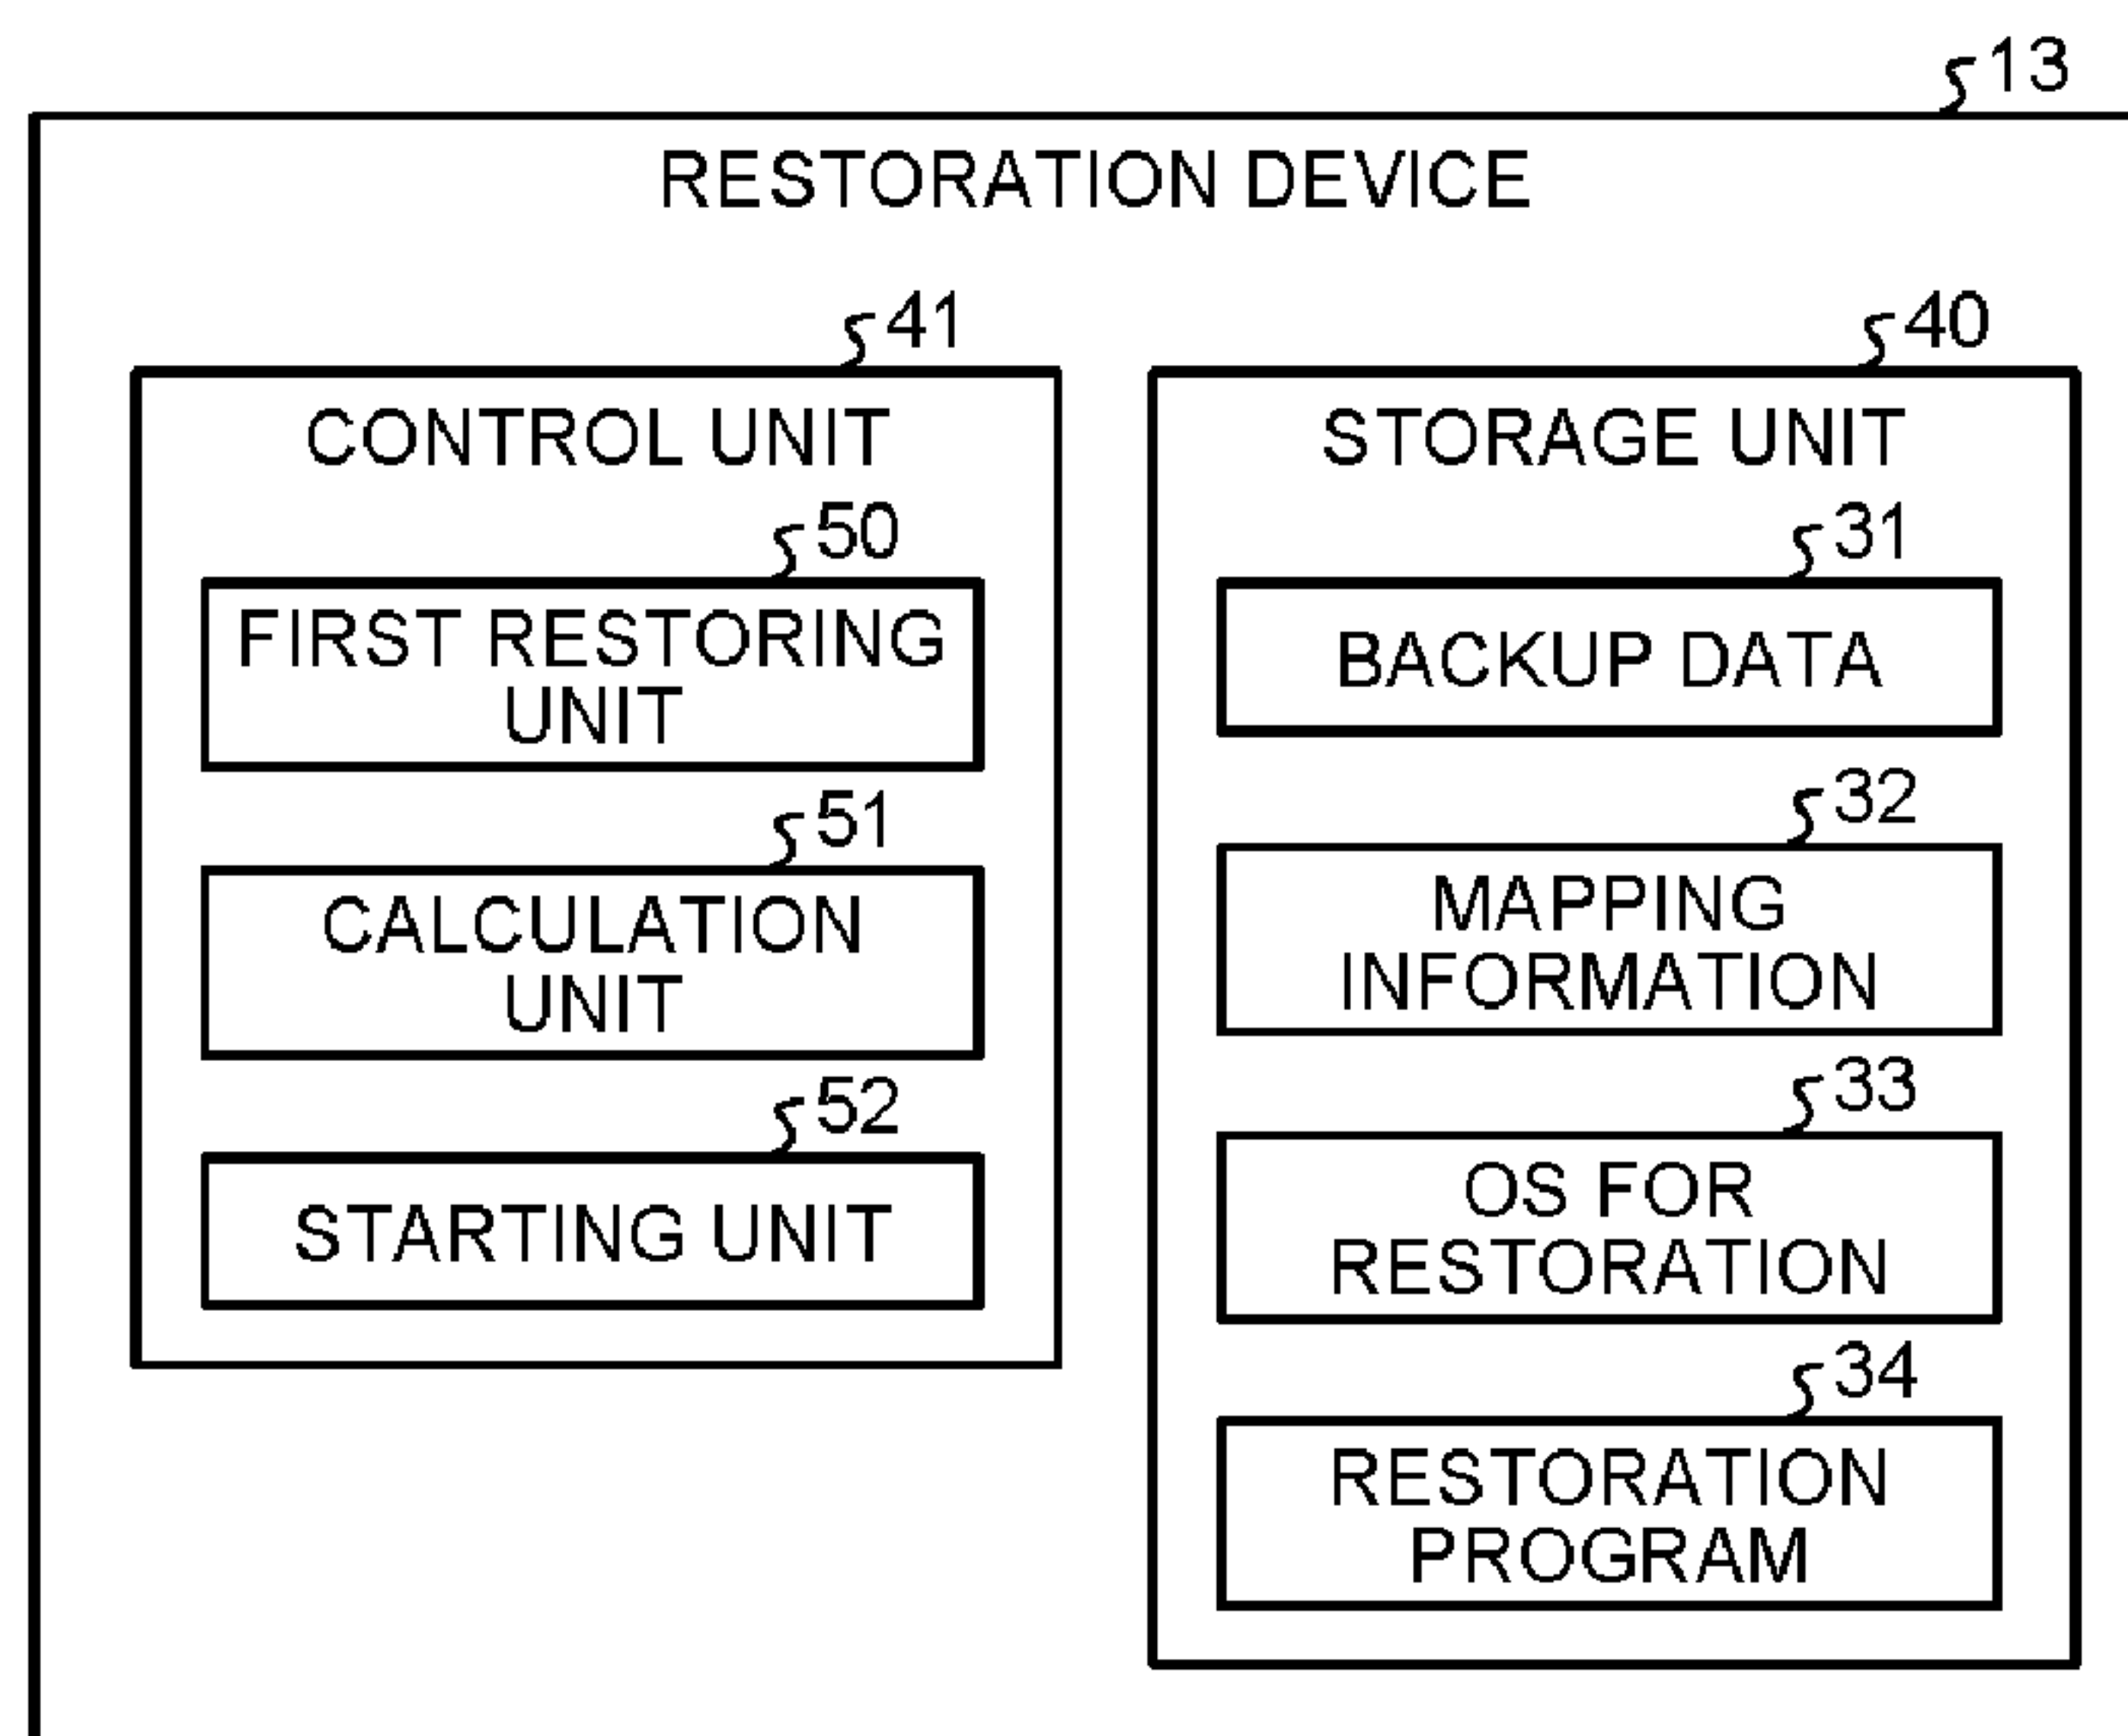 13
RESTORATION DEVICE
41
CONTROL UNIT
50
FIRST RESTORING
UNIT
51
CALCULATION
UNIT
52
STARTING UNIT
40
STORAGE UNIT
31
BACKUP DATA
32
MAPPING
INFORMATION
33
OS FOR
RESTORATION
34
RESTORATION
PROGRAM